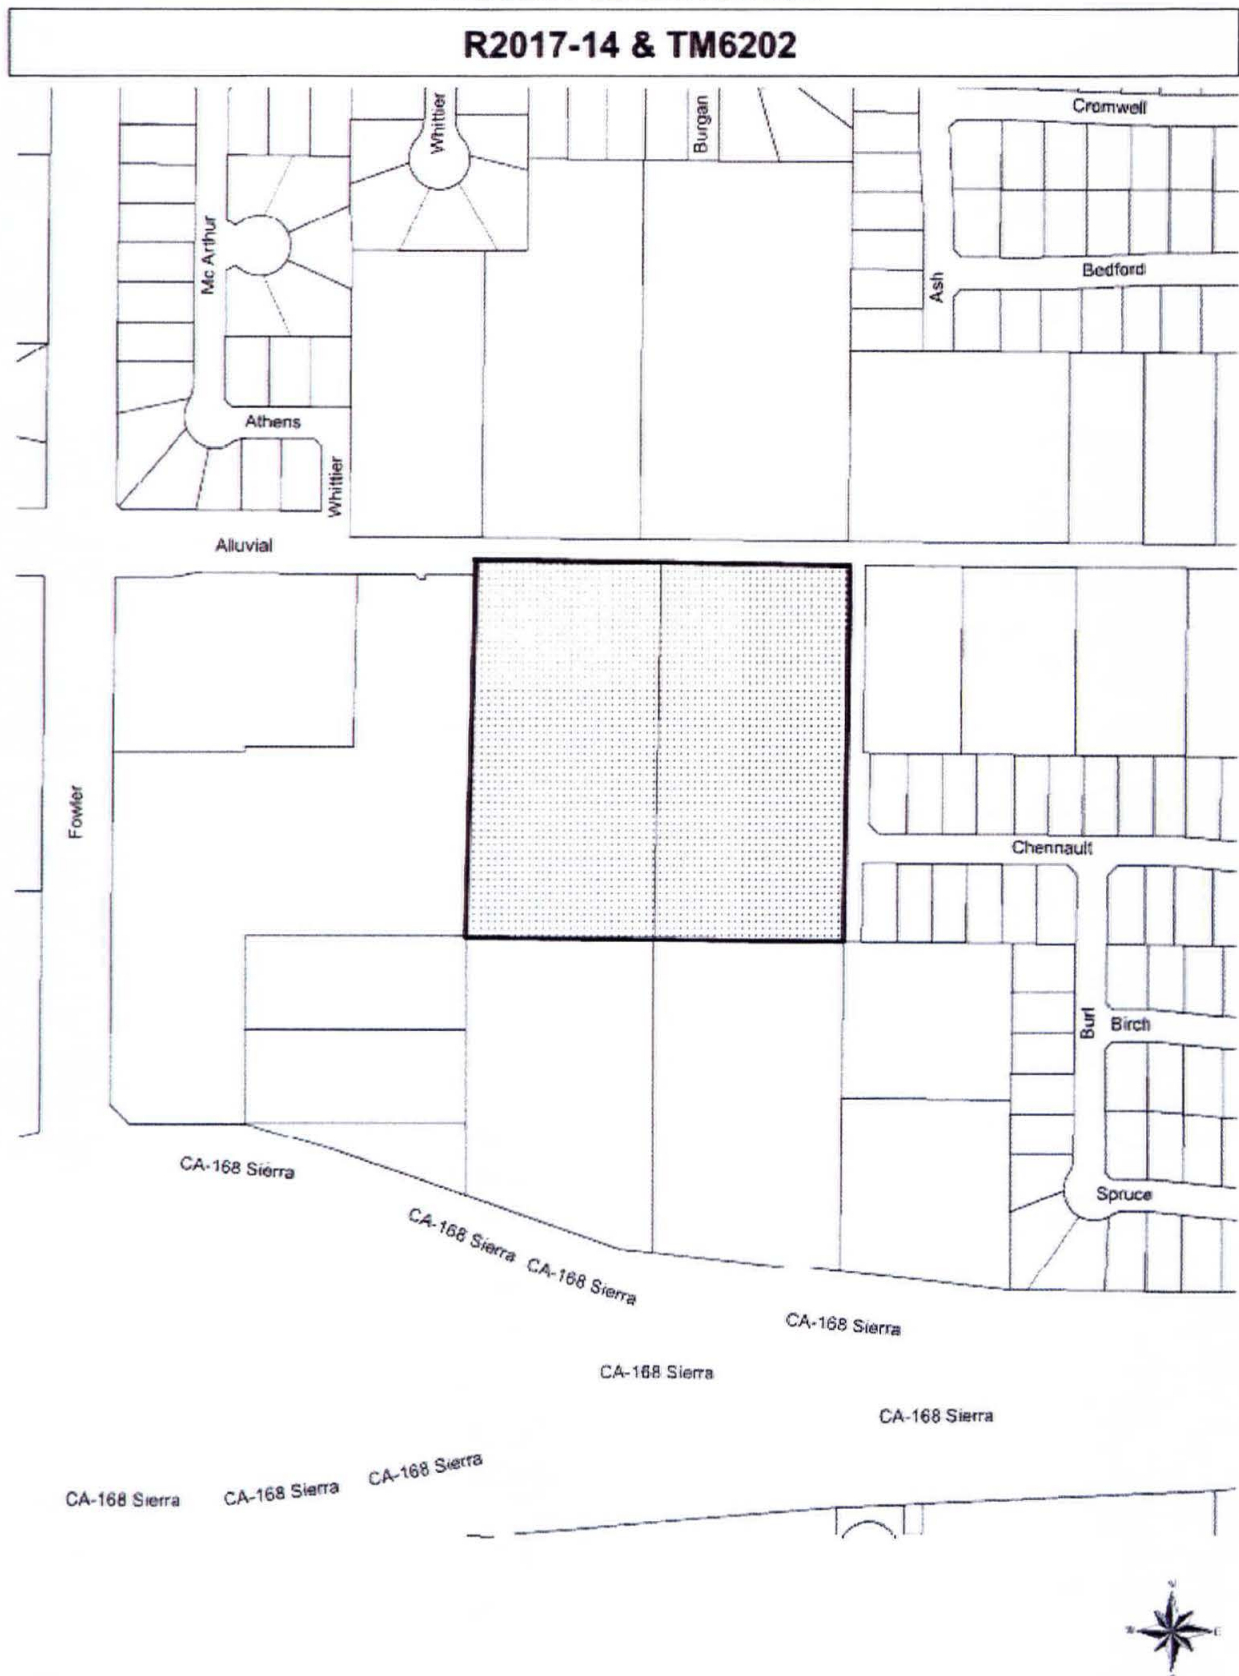 R2017-14 & TM6202
Cromwell
Whittier
Burgan
Mc Arthur
Bedford
Ash
Athens
Whittier
Alluvial
Fowler
Chennault
Burl
Birch
CA-168 Sierra
Spruce
CA-168 Sierra
CA-168 Sierra
CA-168 Sierra
CA-168 Sierra
CA-168 Sierra
CA-168 Sierra
CA-168 Sierra
CA-168 Sierra
E